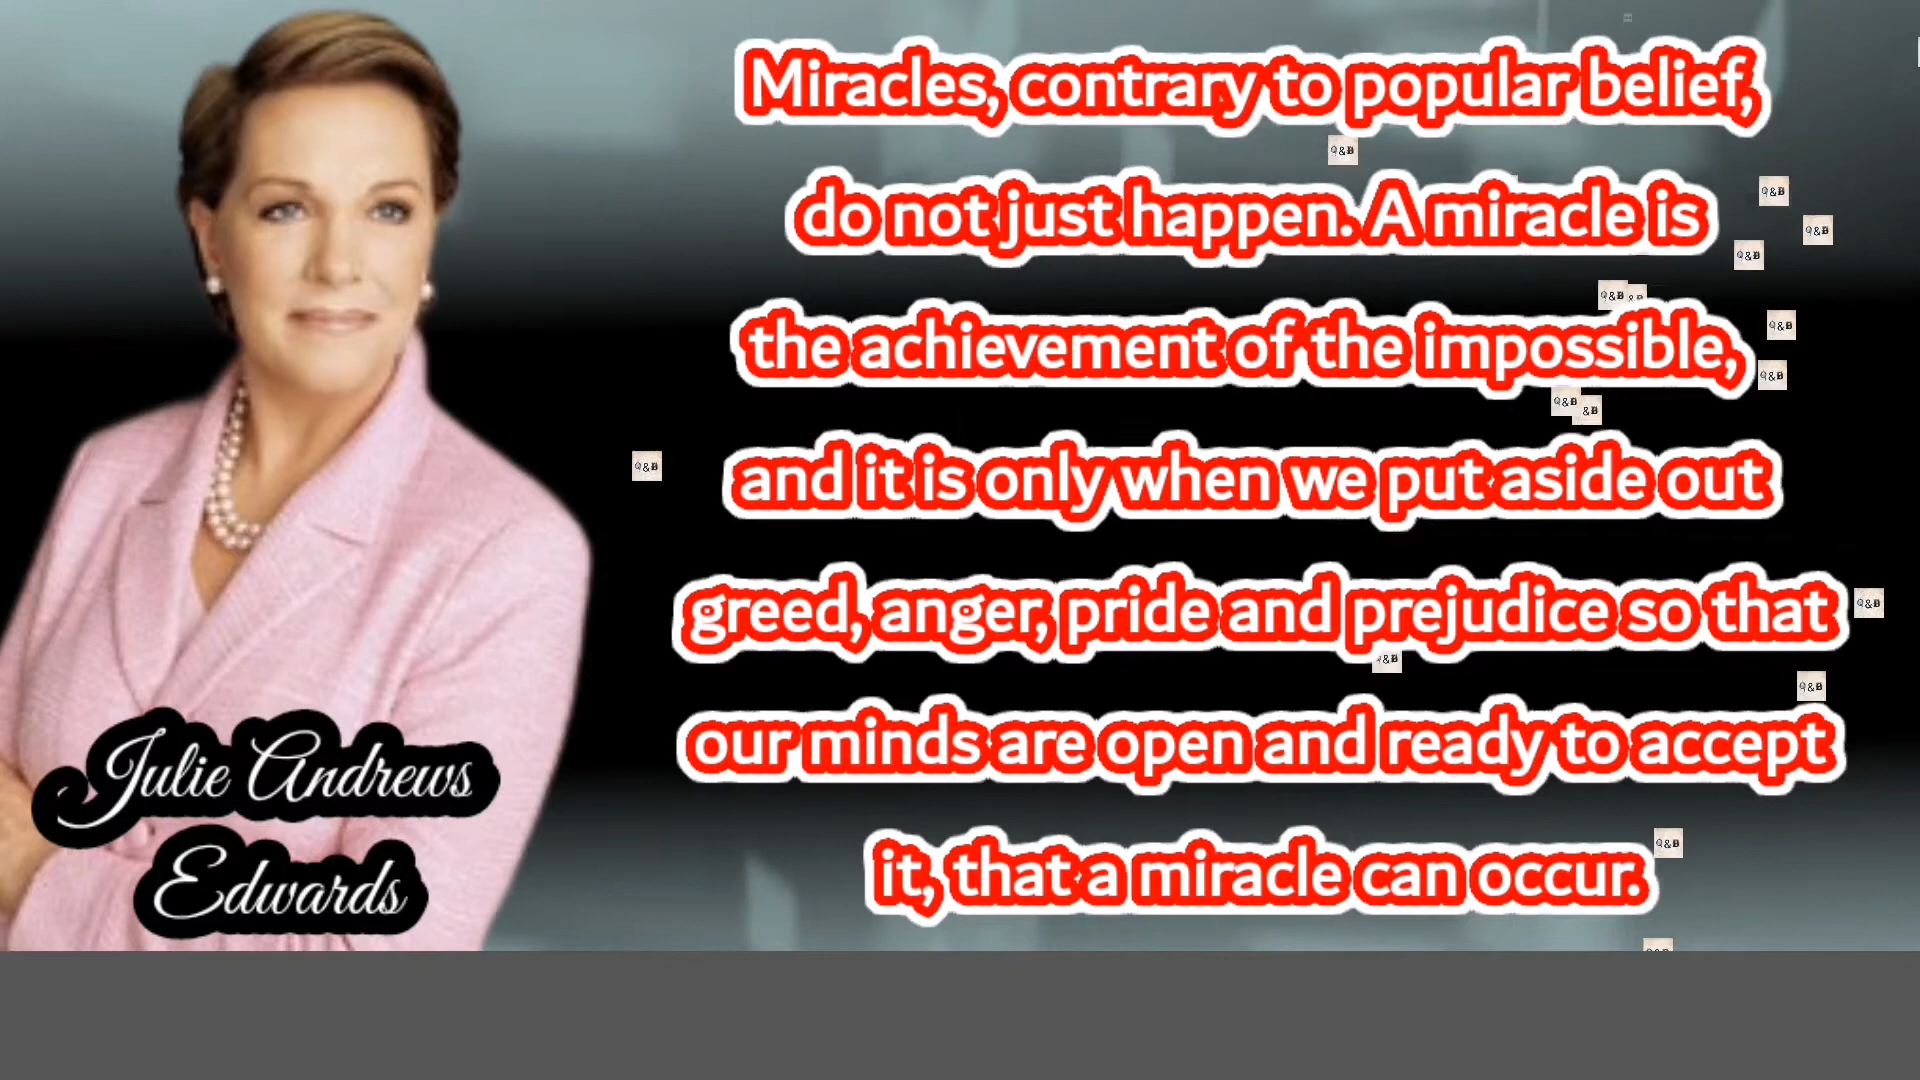 Miracles, contrary to popular belief,
do not just happen. A miracle is
the achievement of the impossible,
and it is only when we put aside out
greed, anger, pride and prejudice so that
our minds are open and ready to accept
it, that a miracle can occur.
Julie Andrews
Edwards